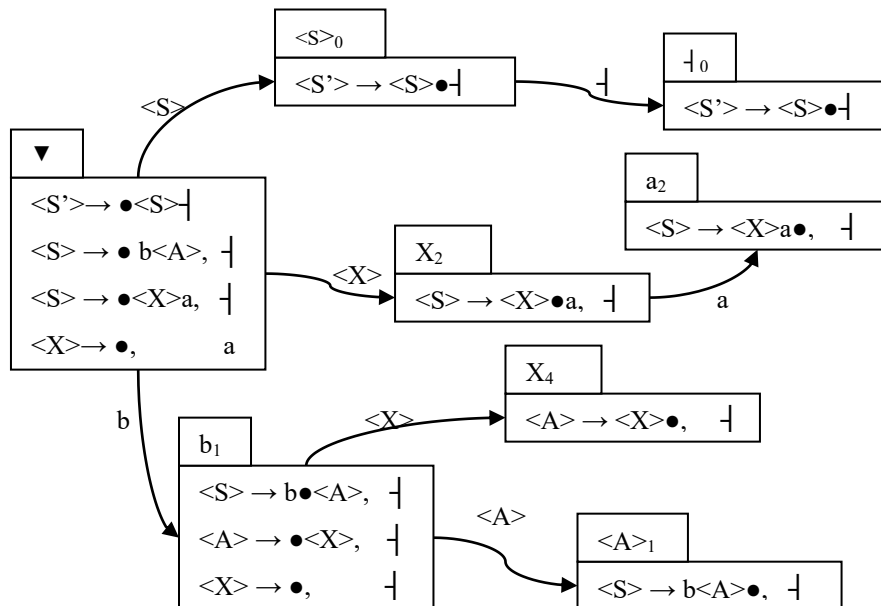 <S>₀
<S'> → <S>●┤
<S>
┤
┤₀
<S'> → <S>●┤
▼
<S'>→ ●<S>┤
<S> → ● b<A>, ┤
<S> → ●<X>a, ┤
<X>→ ●, a
<X>
X₂
<S> → <X>●a, ┤
a
a₂
<S> → <X>a●, ┤
b
b₁
<S> → b●<A>, ┤
<A> → ●<X>, ┤
<X> → ●, ┤
<X>
X₄
<A> → <X>●, ┤
<A>
<A>₁
<S> → b<A>●, ┤